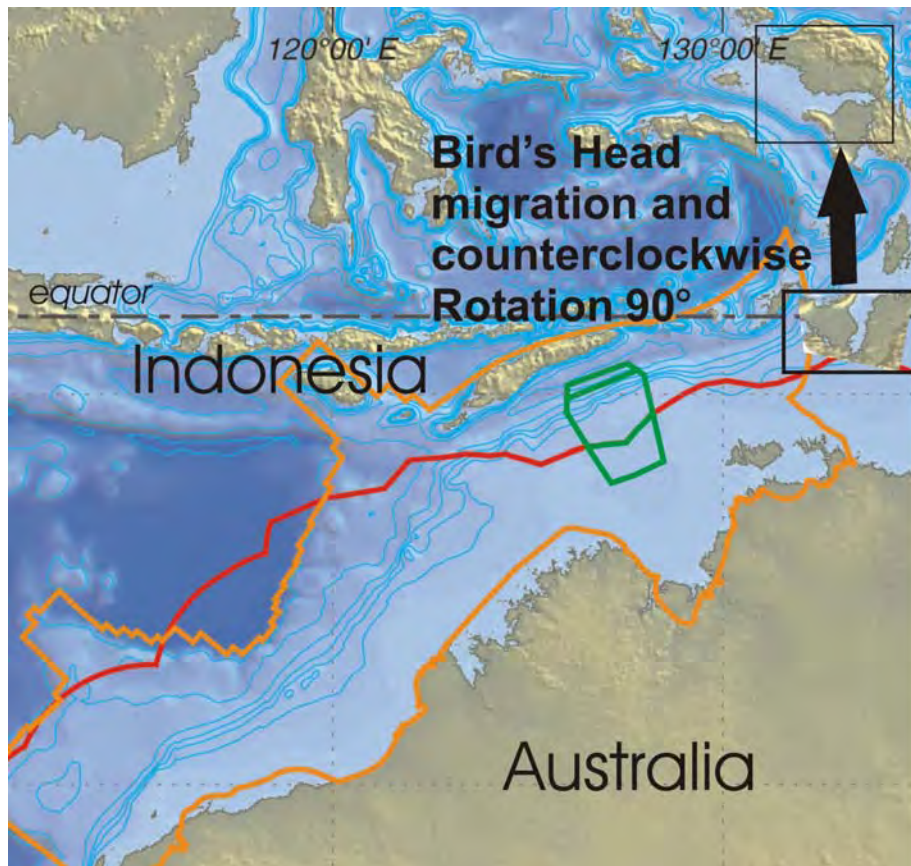 120°00' E
130°00' E
Bird's Head
migration and
counterclockwise
Rotation 90°
equator
Indonesia
Australia